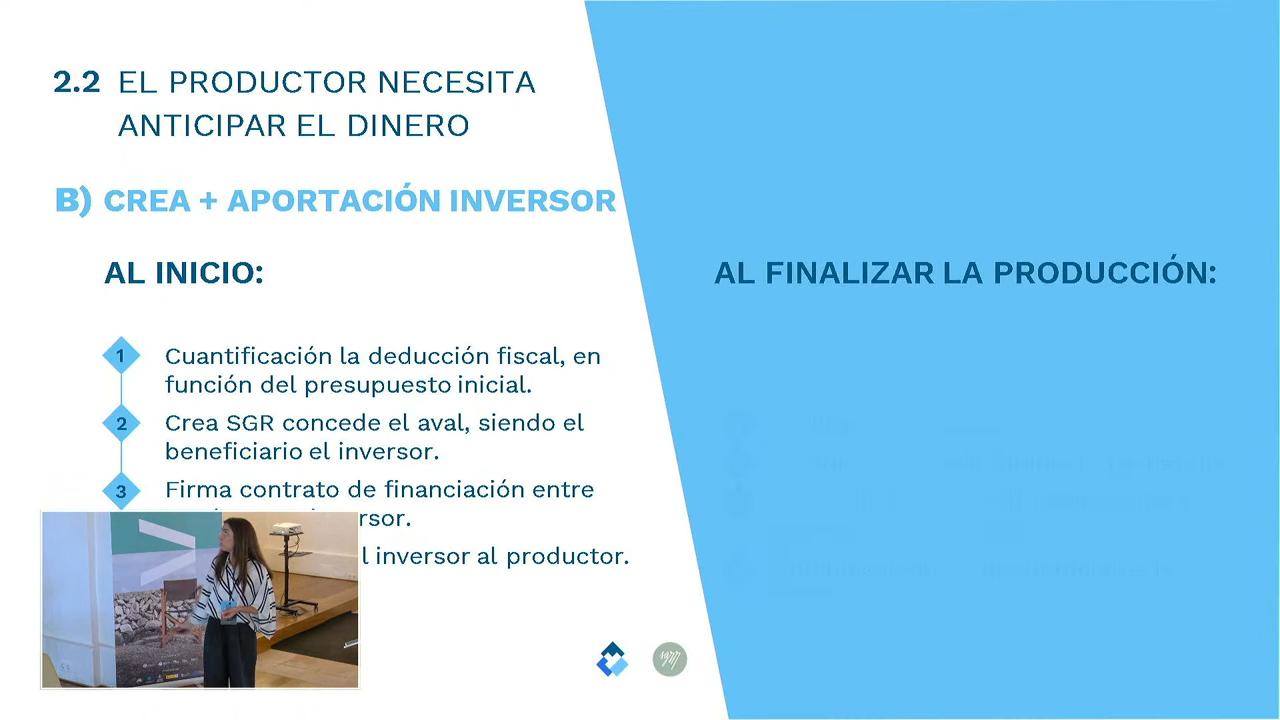 2.2 EL PRODUCTOR NECESITA
ANTICIPAR EL DINERO
B) CREA + APORTACIÓN INVERSOR
AL INICIO:
1 Cuantificación la deducción fiscal, en
función del presupuesto inicial.
2 Crea SGR concede el aval, siendo el
beneficiario el inversor.
3 Firma contrato de financiación entre
rsor.
l inversor al productor.
AL FINALIZAR LA PRODUCCIÓN: